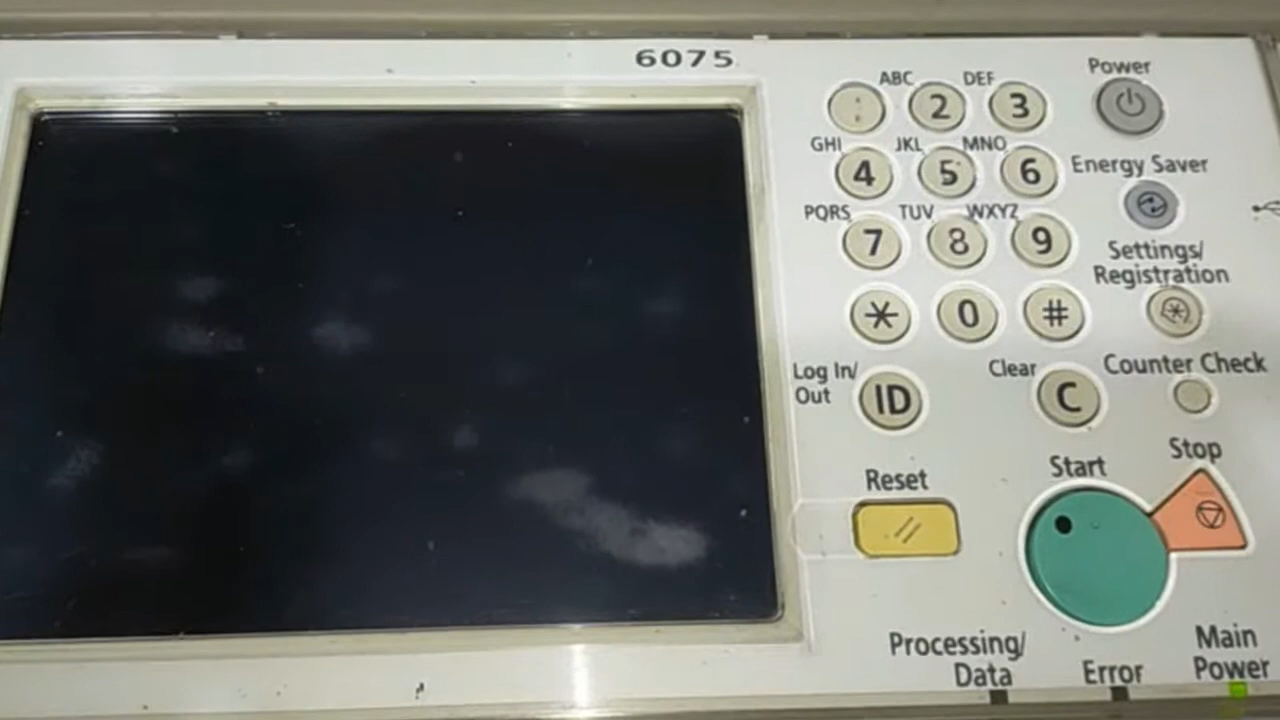 6075
Power
ABC DEF
2 3
Energy Saver
GHI JKL MNO
4 5 6
PQRS TUV WXYZ
7 8 9
Settings/
Registration
* 0 #
Log In/
Out
ID
Clear
C
Counter Check
Reset
Start
Stop
Processing/
Data
Error
Main
Power